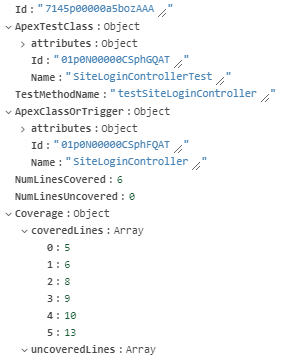 Id : "7145p00000a5bozAAA"
ApexTestClass : Object
attributes : Object
Id : "01p0N00000CSphGQAT"
Name : "SiteLoginControllerTest"
TestMethodName : "testSiteLoginController"
ApexClassOrTrigger : Object
attributes : Object
Id : "01p0N00000CSphFQAT"
Name : "SiteLoginController"
NumLinesCovered : 6
NumLinesUncovered : 0
Coverage : Object
coveredLines : Array
0 : 5
1 : 6
2 : 8
3 : 9
4 : 10
5 : 13
uncoveredLines : Array